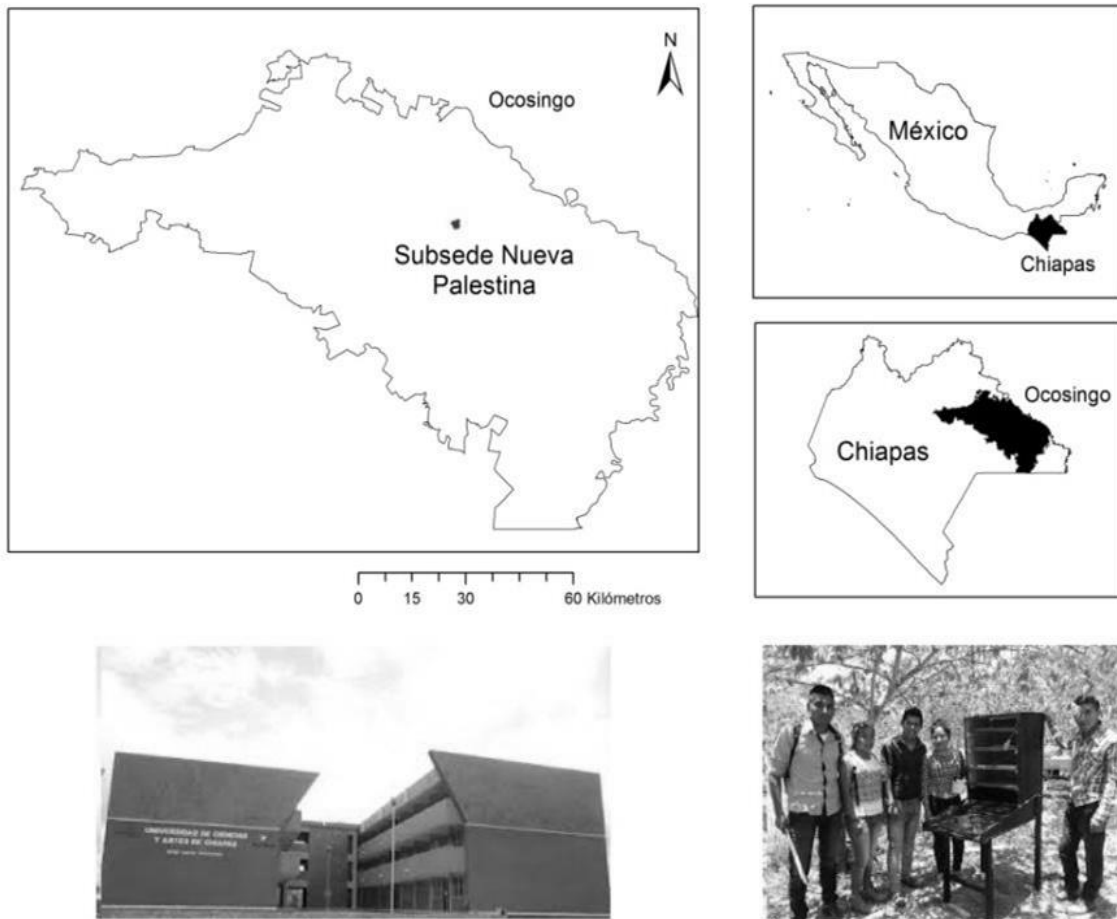 N
Ocosingo
Subsede Nueva
Palestina
0 15 30 60 Kilómetros
México
Chiapas
Ocosingo
Chiapas
UNIVERSIDAD DE CIENCIAS
Y ARTES DE CHIAPAS